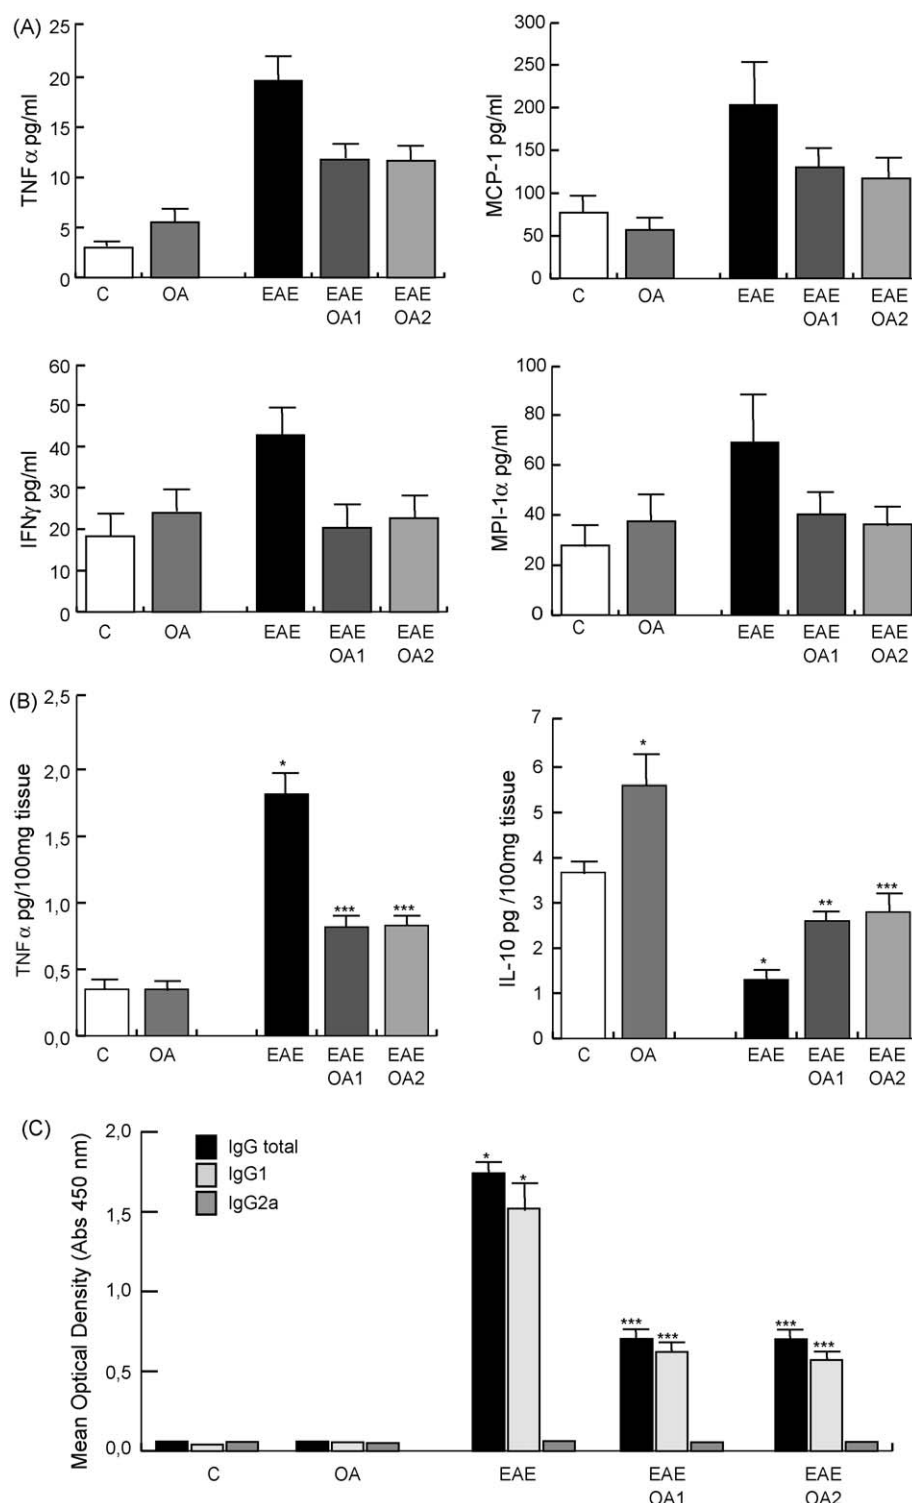 (A)
25
20
15
10
5
0
TNFα pg/ml
C
OA
EAE
EAE
OA1
EAE
OA2
300
250
200
150
100
50
0
MCP-1 pg/ml
C
OA
EAE
EAE
OA1
EAE
OA2
60
50
40
30
20
10
0
IFNγ pg/ml
C
OA
EAE
EAE
OA1
EAE
OA2
100
80
60
40
20
0
MPI-1α pg/ml
C
OA
EAE
EAE
OA1
EAE
OA2
(B)
2,5
2,0
1,5
1,0
0,5
0,0
TNFα pg/100mg tissue
*
***
***
C
OA
EAE
EAE
OA1
EAE
OA2
7
6
5
4
3
2
1
0
IL-10 pg /100mg tissue
*
*
**
***
C
OA
EAE
EAE
OA1
EAE
OA2
(C)
2,0
1,5
1,0
0,5
0,0
Mean Optical Density (Abs 450 nm)
IgG total
IgG1
IgG2a
*
*
***
***
***
***
C
OA
EAE
EAE
OA1
EAE
OA2